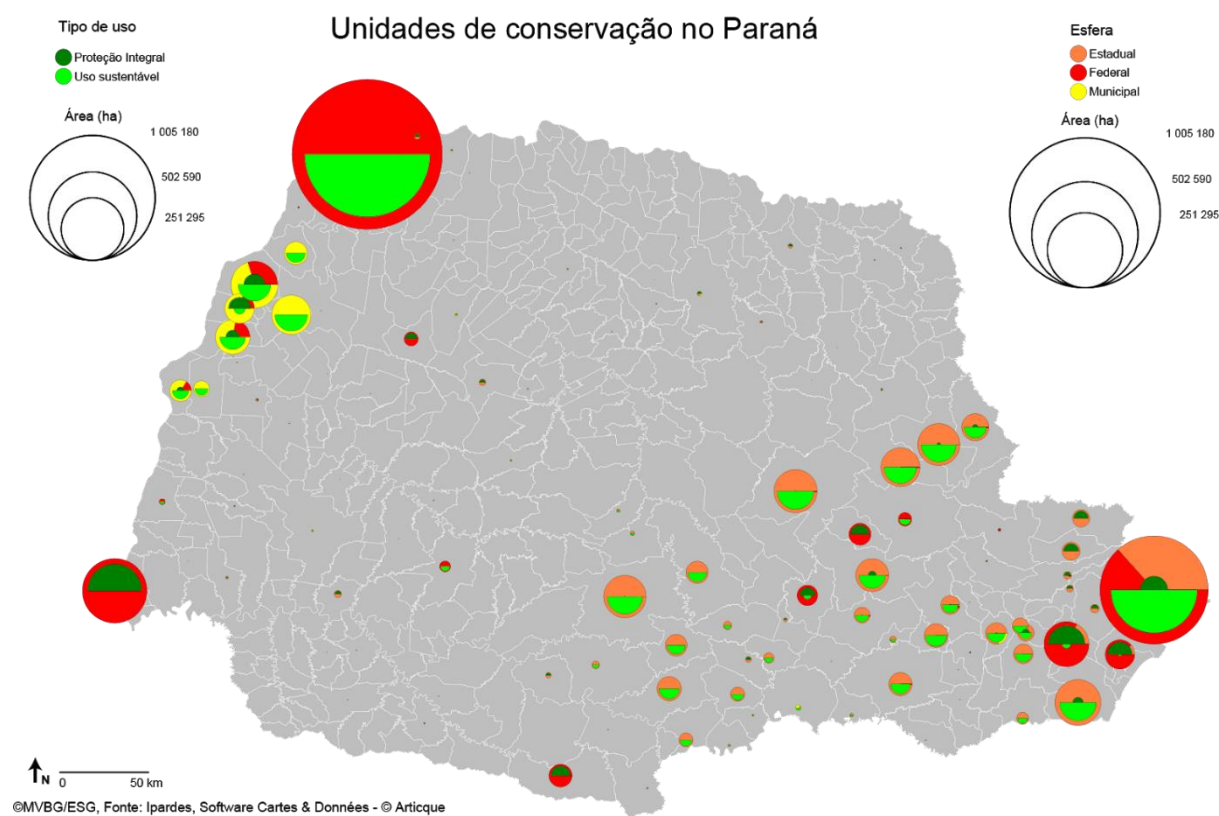 Unidades de conservação no Paraná
Tipo de uso
Proteção Integral
Uso sustentável
Área (ha)
1 005 180
502 590
251 295
Esfera
Estadual
Federal
Municipal
Área (ha)
1 005 180
502 590
251 295
N
0 50 km
©MVBG/ESG, Fonte: Ipardes, Software Cartes & Données - © Articque